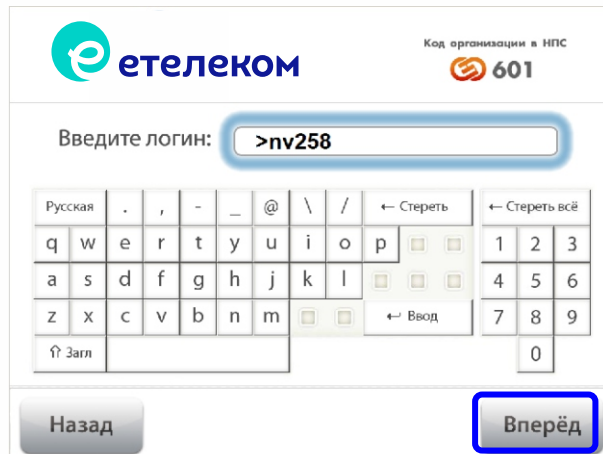 Код организации в НПС
етелеком
601
Введите логин: >nv258
Русская . , - _ @ \ / ← Стереть ← Стереть всё
q w e r t y u i o p 1 2 3
a s d f g h j k l 4 5 6
z x c v b n m ↵ Ввод 7 8 9
⇧ Загл 0
Назад Вперёд